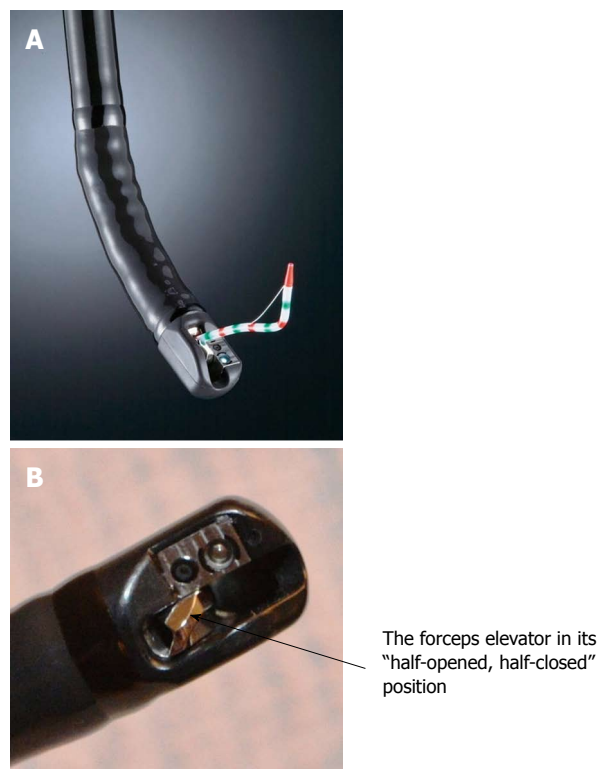 A
B
The forceps elevator in its
“half-opened, half-closed”
position